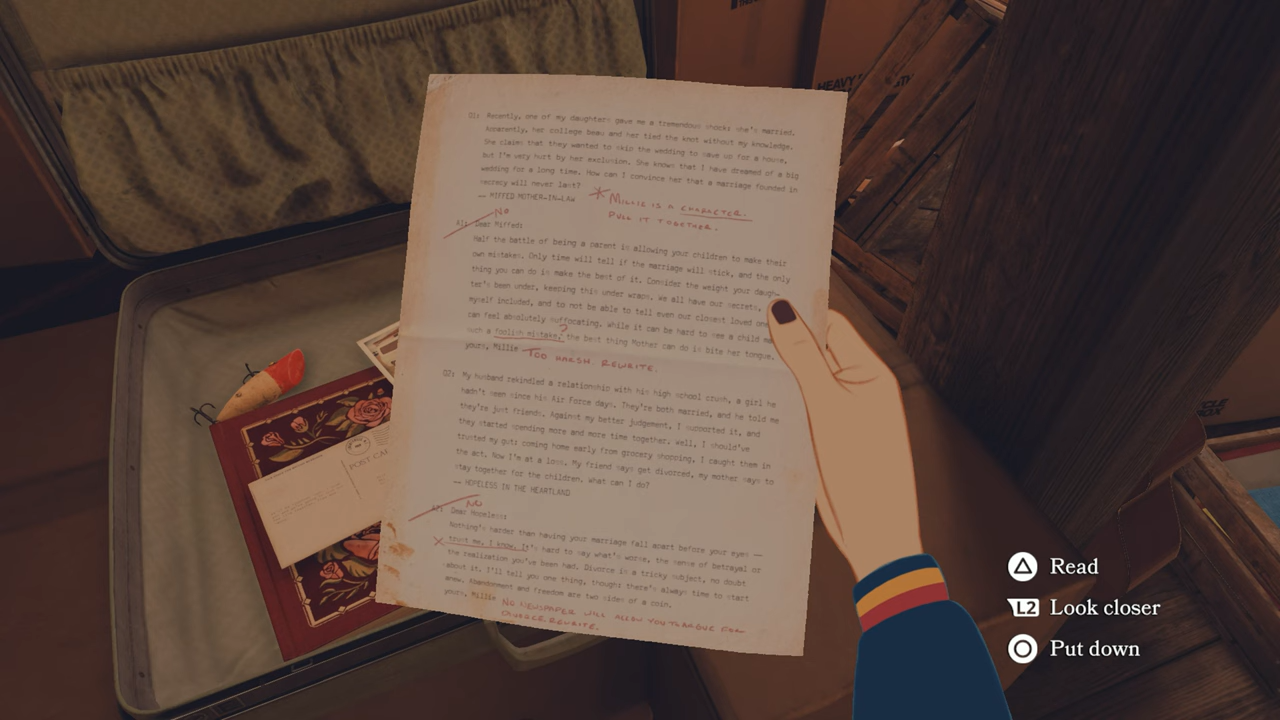 Q1: Recently, one of my daughters gave me a tremendous shock: she's married.
Apparently, her college beau and her tied the knot without my knowledge.
She claims that they wanted to skip the wedding to save up for a house,
but I'm very hurt by her exclusion. She knows that I have dreamed of a big
wedding for a long time. How can I convince her that a marriage founded in
secrecy will never last?
-- MIFFED MOTHER-IN-LAW
* MILLIE IS A CHARACTER.
PULL IT TOGETHER.
NO
A1: Dear Miffed:
Half the battle of being a parent is allowing your children to make their
own mistakes. Only time will tell if the marriage will stick, and the only
thing you can do is make the best of it. Consider the weight your daugh-
ter's been under, keeping this under wraps. We all have our secrets,
myself included, and to not be able to tell even our closest loved one
can feel absolutely suffocating. While it can be hard to see a child ma
such a foolish mistake,? the best thing Mother can do is bite her tongue.
yours, Millie TOO HARSH. REWRITE.
Q2: My husband rekindled a relationship with his high school crush, a girl he
hadn't seen since his Air Force days. They're both married, and he told me
they're just friends. Against my better judgement, I supported it, and
they started spending more and more time together. Well, I should've
trusted my gut: coming home early from grocery shopping, I caught them in
the act. Now I'm at a loss. My friend says get divorced, my mother says to
stay together for the children. What can I do?
-- HOPELESS IN THE HEARTLAND
NO
A2: Dear Hopeless:
Nothing's harder than having your marriage fall apart before your eyes --
X trust me, I know. It's hard to say what's worse, the sense of betrayal or
the realization you've been had. Divorce is a tricky subject, no doubt
about it. I'll tell you one thing, though: there's always time to start
anew. Abandonment and freedom are two sides of a coin.
yours, Millie NO NEWSPAPER WILL ALLOW YOU TO ARGUE FOR
DIVORCE. REWRITE.
POST CA
HEAVY
Read
L2 Look closer
Put down